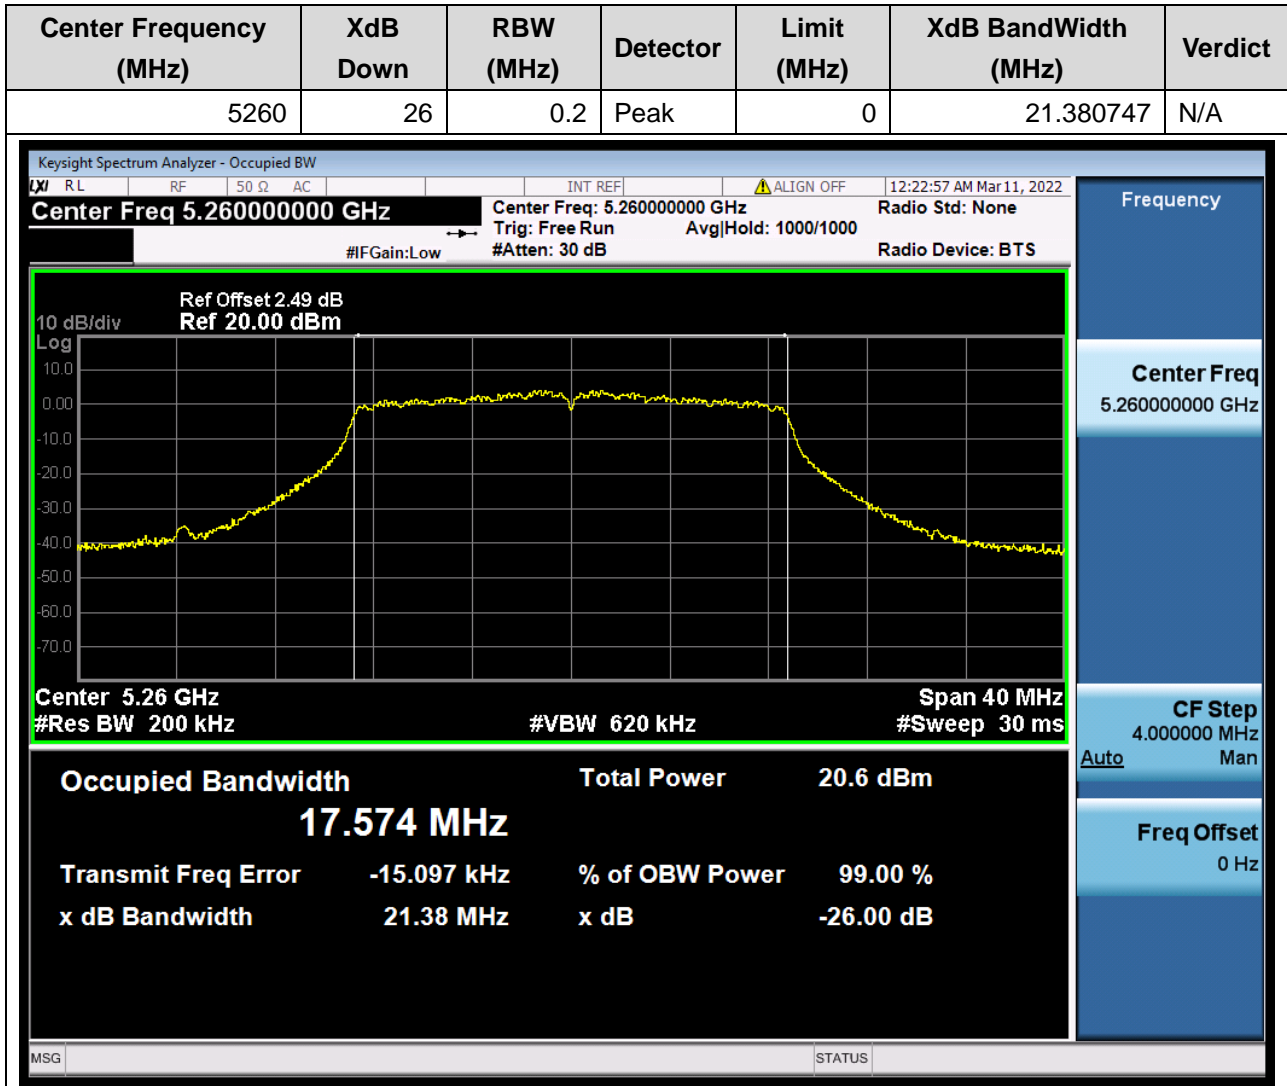 Center Frequency (MHz) XdB Down RBW (MHz) Detector Limit (MHz) XdB BandWidth (MHz) Verdict
5260 26 0.2 Peak 0 21.380747 N/A
Keysight Spectrum Analyzer - Occupied BW
LXI RL RF 50 Ω AC INT REF ALIGN OFF 12:22:57 AM Mar 11, 2022
Center Freq 5.260000000 GHz
#IFGain:Low
Center Freq: 5.260000000 GHz
Trig: Free Run Avg|Hold: 1000/1000
#Atten: 30 dB
Radio Std: None
Radio Device: BTS
Ref Offset 2.49 dB
10 dB/div Ref 20.00 dBm
Log
10.0
0.00
-10.0
-20.0
-30.0
-40.0
-50.0
-60.0
-70.0
Center 5.26 GHz Span 40 MHz
#Res BW 200 kHz #VBW 620 kHz #Sweep 30 ms
Occupied Bandwidth Total Power 20.6 dBm
17.574 MHz
Transmit Freq Error -15.097 kHz % of OBW Power 99.00 %
x dB Bandwidth 21.38 MHz x dB -26.00 dB
MSG STATUS
Frequency
Center Freq
5.260000000 GHz
CF Step
4.000000 MHz
Auto Man
Freq Offset
0 Hz